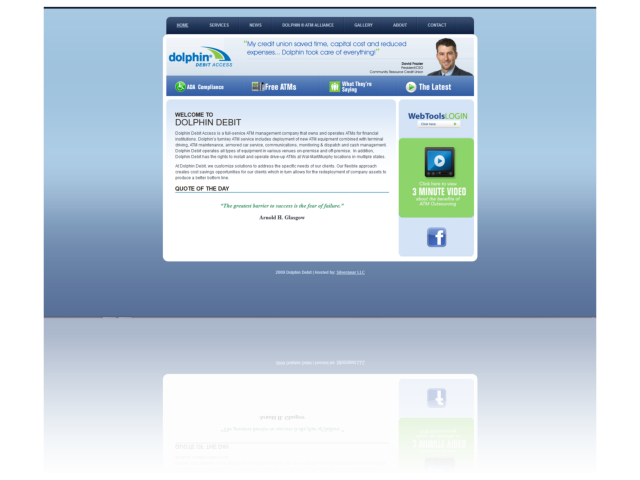 HOME SERVICES NEWS DOLPHIN # ATM ALLIANCE GALLERY ABOUT CONTACT
dolphin
DEBIT ACCESS
"My credit union saved time, capital cost and reduced
expenses... Dolphin took care of everything!"
David Frazier
President/CEO
Community Resource Credit Union
ADA Compliance
Free ATMs
What They're
Saying
The Latest
WELCOME TO
DOLPHIN DEBIT
Dolphin Debit Access is a full-service ATM management company that owns and operates ATMs for financial
institutions. Dolphin's turnkey ATM service includes deployment of new ATM equipment combined with terminal
driving, ATM maintenance, armored car service, communications, monitoring & dispatch and cash management.
Dolphin Debit operates all types of equipment in various venues on-premise and off-premise. In addition,
Dolphin Debit has the rights to install and operate drive-up ATMs at Wal-Mart/Murphy locations in multiple states.
At Dolphin Debit, we customize solutions to address the specific needs of our clients. Our flexible approach
creates cost savings opportunities for our clients which in turn allows for the redeployment of company assets to
produce a better bottom line.
QUOTE OF THE DAY
"The greatest barrier to success is the fear of failure."
Arnold H. Glasgow
WebToolsLOGIN
Click here
Click here to view
3 MINUTE VIDEO
about the benefits of
ATM Outsourcing
f
2009 Dolphin Debit | Hosted by: